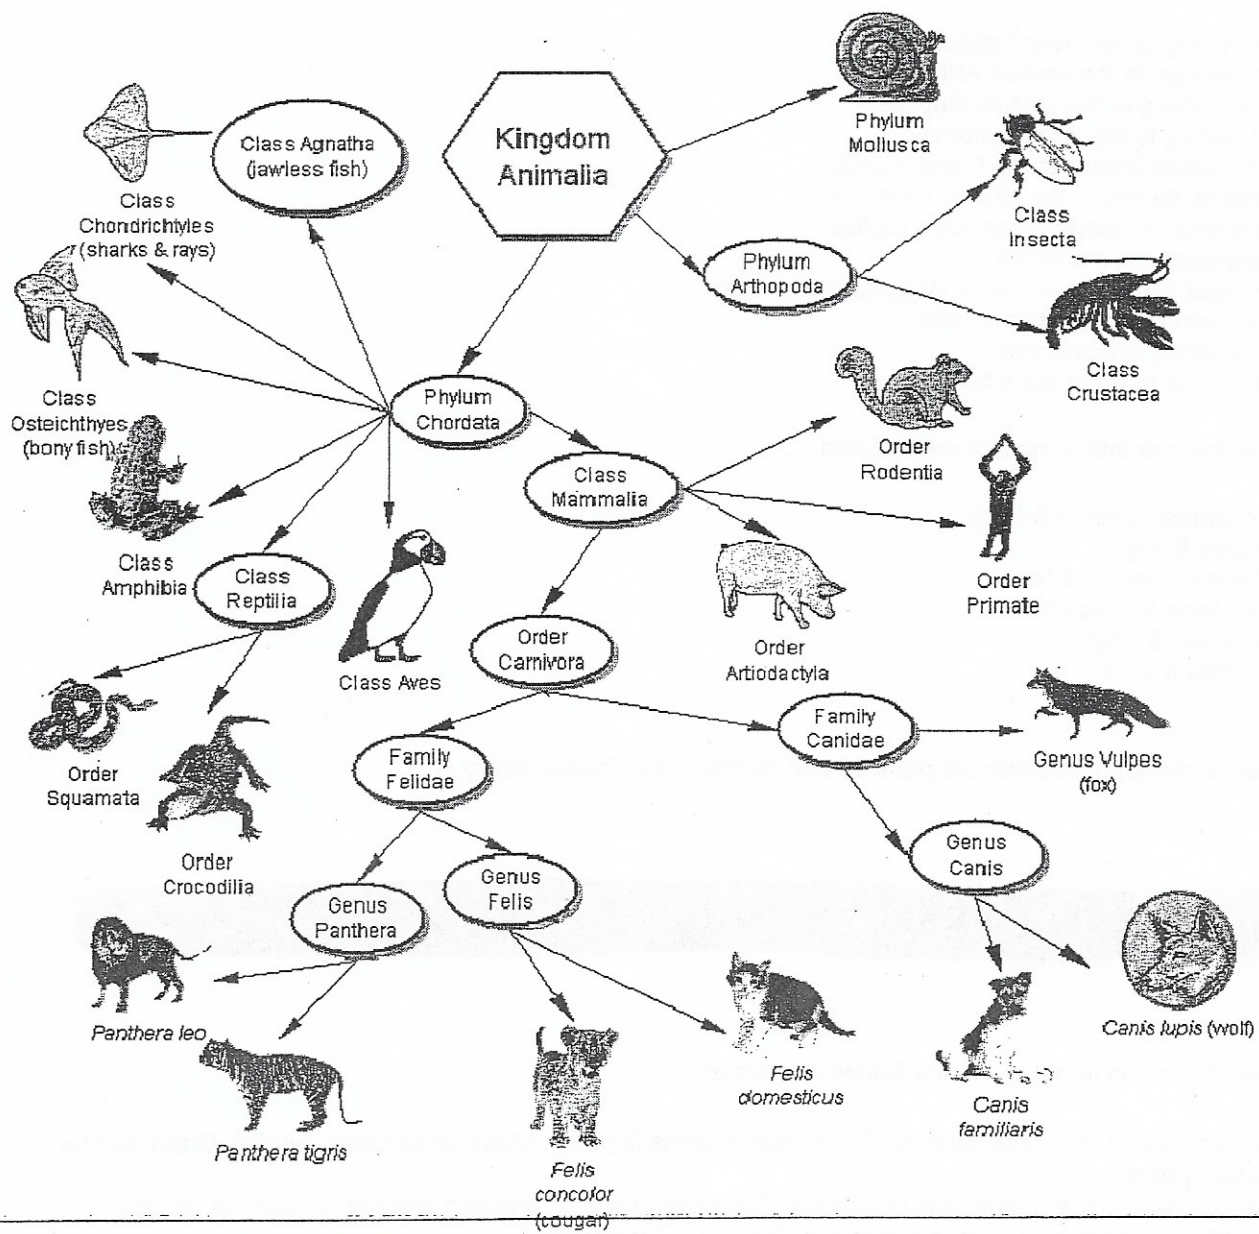 Kingdom
Animalia
Phylum
Mollusca
Class Agnatha
(jawless fish)
Class
Chondrichtyles
(sharks & rays)
Class
Insecta
Phylum
Arthopoda
Class
Crustacea
Class
Osteichthyes
(bony fish)
Phylum
Chordata
Order
Rodentia
Class
Mammalia
Class
Amphibia
Class
Reptilia
Order
Primate
Class Aves
Order
Carnivora
Order
Artiodactyla
Order
Squamata
Family
Felidae
Family
Canidae
Genus Vulpes
(fox)
Order
Crocodilia
Genus
Panthera
Genus
Felis
Genus
Canis
Panthera leo
Panthera tigris
Felis
concolor
(cougar)
Felis
domesticus
Canis
familiaris
Canis lupis (wolf)